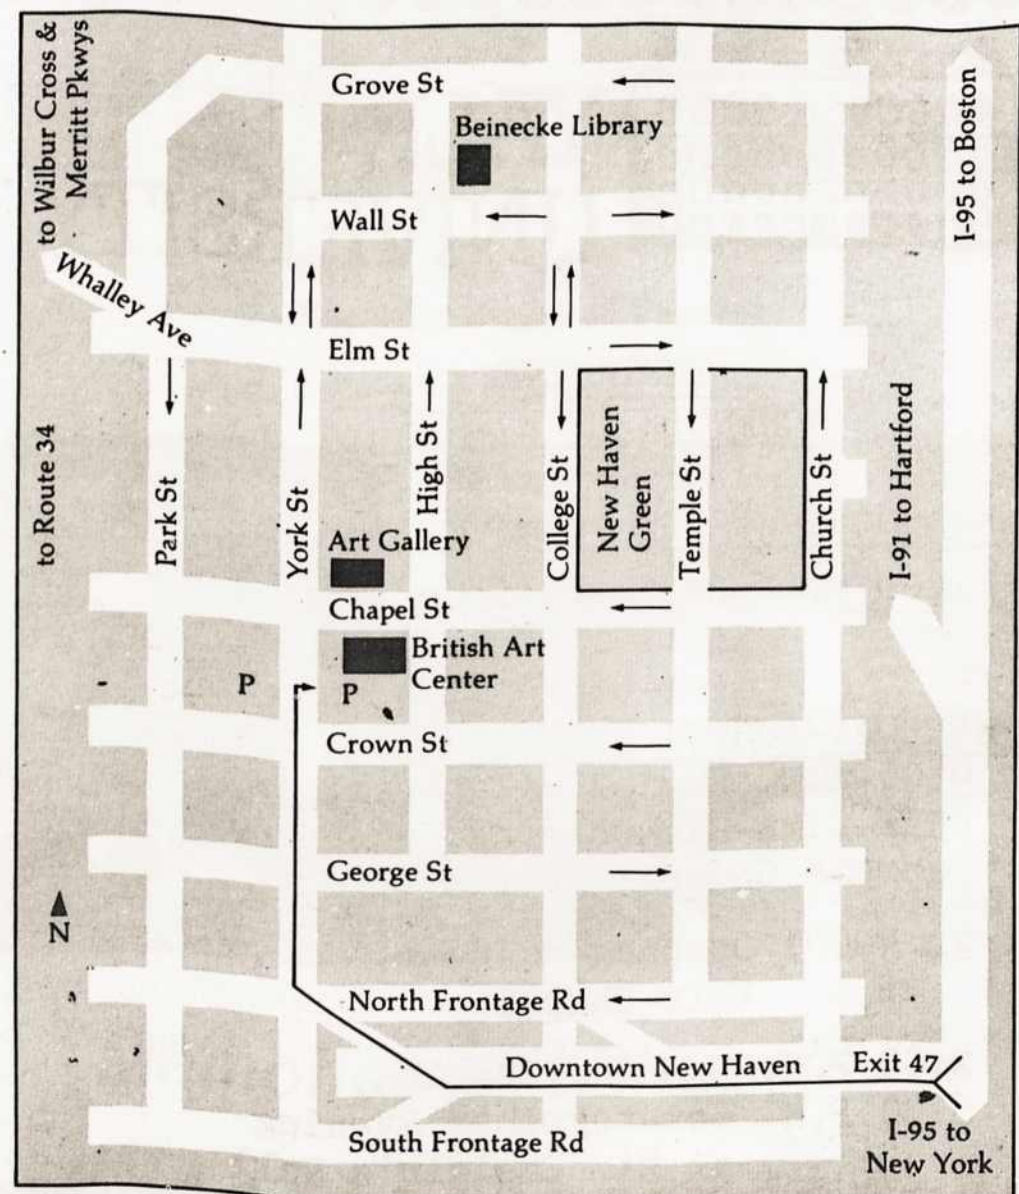 to Wilbur Cross &
Merritt Pkwys
Grove St
Beinecke Library
I-95 to Boston
Wall St
Whalley Ave
Elm St
to Route 34
Park St
York St
High St
College St
New Haven
Green
Temple St
Church St
I-91 to Hartford
Art Gallery
Chapel St
British Art
Center
P
P
Crown St
George St
N
North Frontage Rd
Downtown New Haven
Exit 47
South Frontage Rd
I-95 to
New York